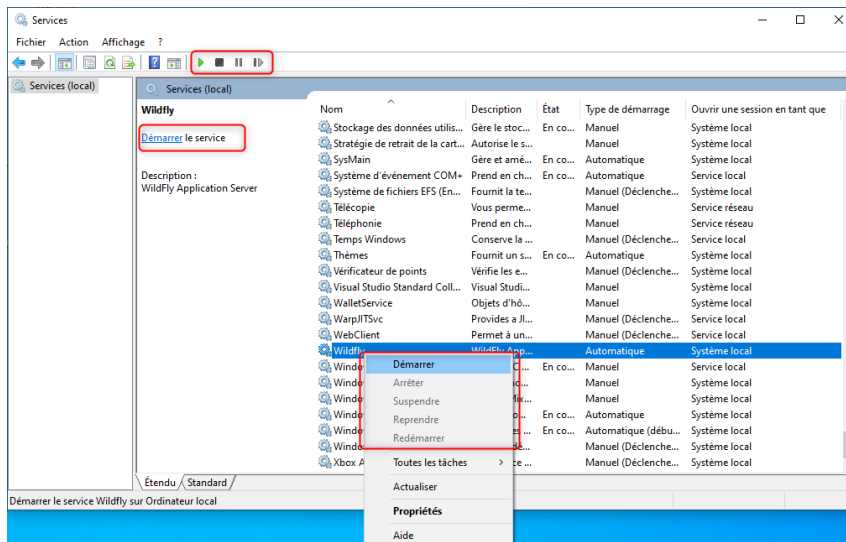 Services
Fichier Action Affichage ?
Services (local)
Services (local)
Wildfly
Démarrer le service
Description :
WildFly Application Server
Nom Description État Type de démarrage Ouvrir une session en tant que
Stockage des données utilis... Gère le stoc... En co... Manuel Système local
Stratégie de retrait de la cart... Autorise le s... Manuel Système local
SysMain Gère et amé... En co... Automatique Système local
Système d'événement COM+ Prend en ch... En co... Automatique Service local
Système de fichiers EFS (En... Fournit la te... Manuel (Déclenche... Système local
Télécopie Vous perme... Manuel Service réseau
Téléphonie Prend en ch... Manuel Service réseau
Temps Windows Conserve la ... Manuel (Déclenche... Service local
Thèmes Fournit un s... En co... Automatique Système local
Vérificateur de points Vérifie les e... Manuel (Déclenche... Système local
Visual Studio Standard Coll... Visual Studi... Manuel Système local
WalletService Objets d'hô... Manuel Système local
WarpJITSvc Provides a JI... Manuel (Déclenche... Service local
WebClient Permet à un... Manuel (Déclenche... Service local
Wildfly WildFly App... Automatique Système local
En co... Manuel Service local
Manuel Système local
Manuel Système local
En co... Automatique Système local
En co... Automatique (débu... Système local
Manuel (Déclenche... Système local
Xbox A Manuel (Déclenche... Système local
Démarrer
Arrêter
Suspendre
Reprendre
Redémarrer
Toutes les tâches
Actualiser
Propriétés
Aide
Étendu Standard
Démarrer le service Wildfly sur Ordinateur local